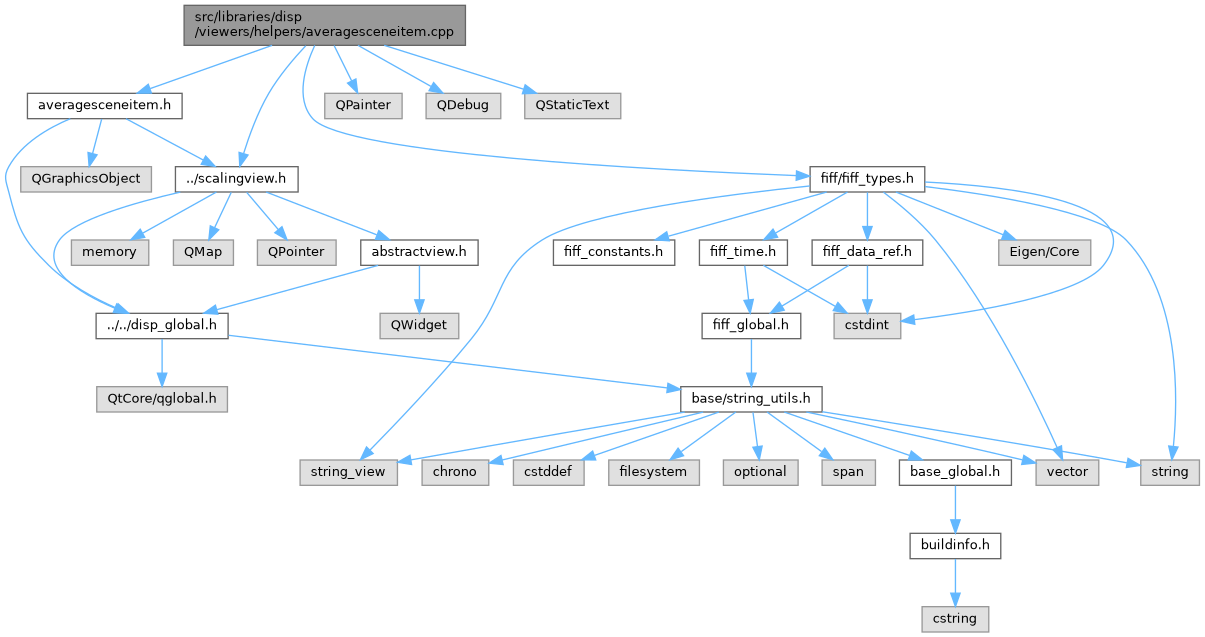 src/libraries/disp
/viewers/helpers/averagesceneitem.cpp
averagesceneitem.h
QPainter
QDebug
QStaticText
QGraphicsObject
../scalingview.h
fiff/fiff_types.h
memory
QMap
QPointer
abstractview.h
fiff_constants.h
fiff_time.h
fiff_data_ref.h
Eigen/Core
../../disp_global.h
QWidget
fiff_global.h
cstdint
QtCore/qglobal.h
base/string_utils.h
string_view
chrono
cstddef
filesystem
optional
span
base_global.h
vector
string
buildinfo.h
cstring